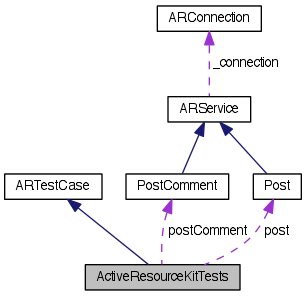 ARConnection
_connection
ARService
ARTestCase
PostComment
Post
postComment
post
ActiveResourceKitTests